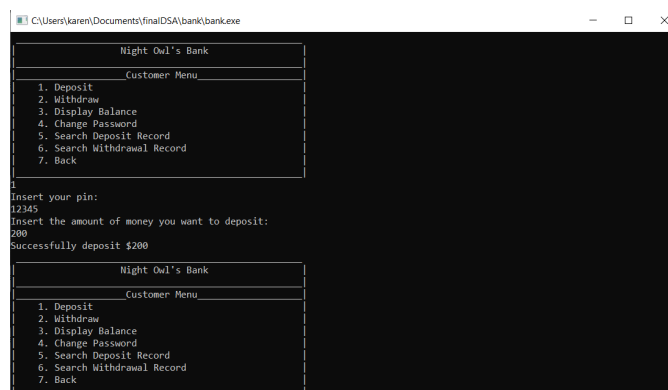 C:\Users\karen\Documents\finalDSA\bank\bank.exe
Night Owl's Bank
Customer Menu
1. Deposit
2. Withdraw
3. Display Balance
4. Change Password
5. Search Deposit Record
6. Search Withdrawal Record
7. Back
1
Insert your pin:
12345
Insert the amount of money you want to deposit:
200
Successfully deposit $200
Night Owl's Bank
Customer Menu
1. Deposit
2. Withdraw
3. Display Balance
4. Change Password
5. Search Deposit Record
6. Search Withdrawal Record
7. Back